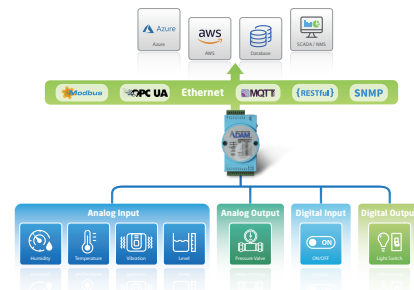 Azure
Azure
aws
AWS
Database
SCADA / NMS
Modbus
OPC UA
Ethernet
MQTT
{RESTful}
SNMP
ADAM
Analog Input
Analog Output
Digital Input
Digital Output
Humidity
Temperature
Vibration
Level
Pressure Valve
ON
ON/OFF
Light Switch